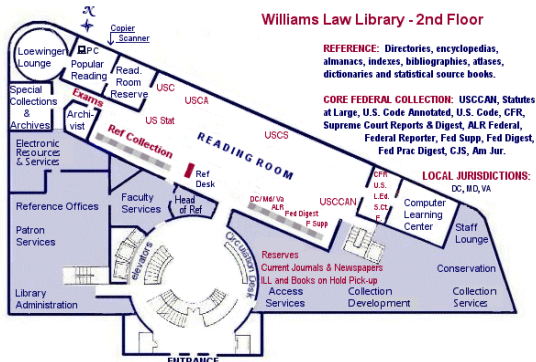 Williams Law Library - 2nd Floor
N
Copier
Scanner
REFERENCE: Directories, encyclopedias,
almanacs, indexes, bibliographies, atlases,
dictionaries and statistical source books.
CORE FEDERAL COLLECTION: USCCAN, Statutes
at Large, U.S. Code Annotated, U.S. Code, CFR,
Supreme Court Reports & Digest, ALR Federal,
Federal Reporter, Fed Supp, Fed Digest,
Fed Prac Digest, CJS, Am Jur.
LOCAL JURISDICTIONS:
DC, MD, VA
Loewinger
Lounge
PC
Popular
Reading
Read.
Room
Reserve
Special
Collections
&
Archives
Exams
Archi-
vist
USC
USCA
US Stat
USCS
Ref Collection
READING ROOM
Electronic
Resources
& Services
Ref
Desk
CFR
U.S.
L.Ed.
S.Ct.
F.
USCCAN
DC/Md/Va
ALR
Fed Digest
F Supp
Computer
Learning
Center
Reference Offices
Faculty
Services
Head
of Ref
Patron
Services
elevators
Circulation Desk
Staff
Lounge
Reserves
Current Journals & Newspapers
ILL and Books on Hold Pick-up
Conservation
Library
Administration
Access
Services
Collection
Development
Collection
Services
ENTRANCE